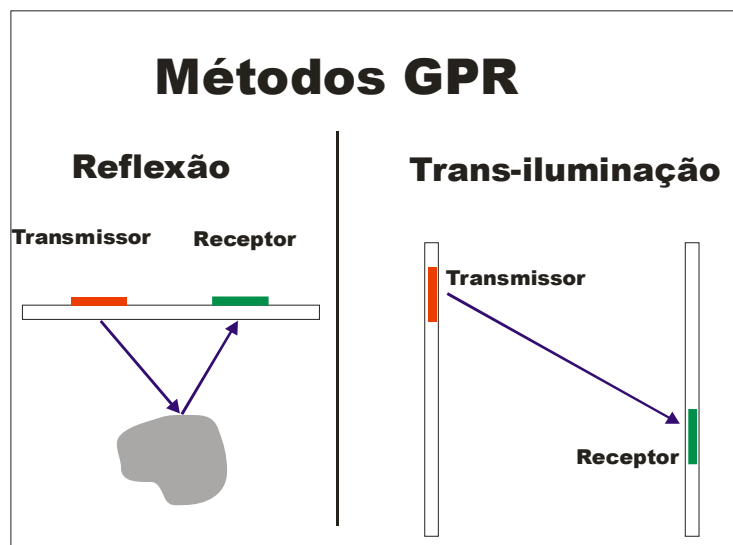 Métodos GPR
Reflexão
Transmissor
Receptor
Trans-iluminação
Transmissor
Receptor